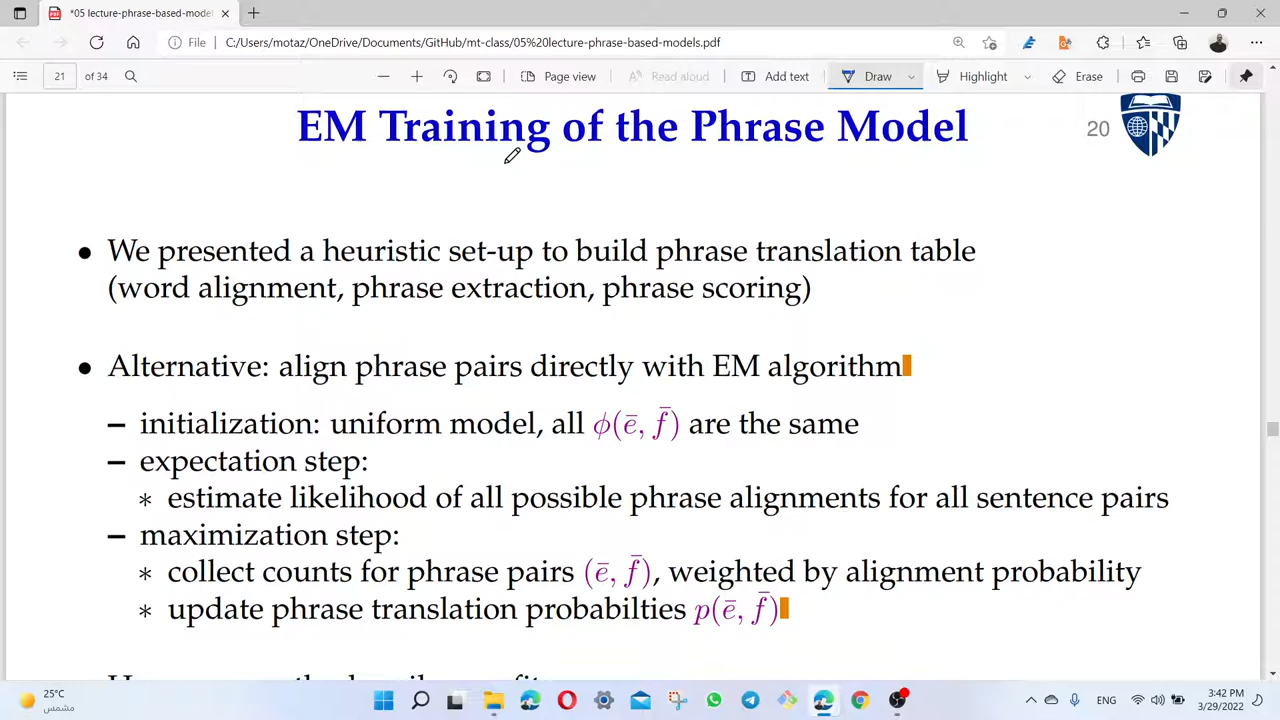 *05 lecture-phrase-based-model
File
C:/Users/motaz/OneDrive/Documents/GitHub/mt-class/05%20lecture-phrase-based-models.pdf
21 of 34
Page view
Read aloud
Add text
Draw
Highlight
Erase
EM Training of the Phrase Model
20
• We presented a heuristic set-up to build phrase translation table
(word alignment, phrase extraction, phrase scoring)
• Alternative: align phrase pairs directly with EM algorithm
– initialization: uniform model, all ϕ(ē, f̄) are the same
– expectation step:
∗ estimate likelihood of all possible phrase alignments for all sentence pairs
– maximization step:
∗ collect counts for phrase pairs (ē, f̄), weighted by alignment probability
∗ update phrase translation probabilties p(ē, f̄)
25°C
مشمس
ENG
3:42 PM
3/29/2022